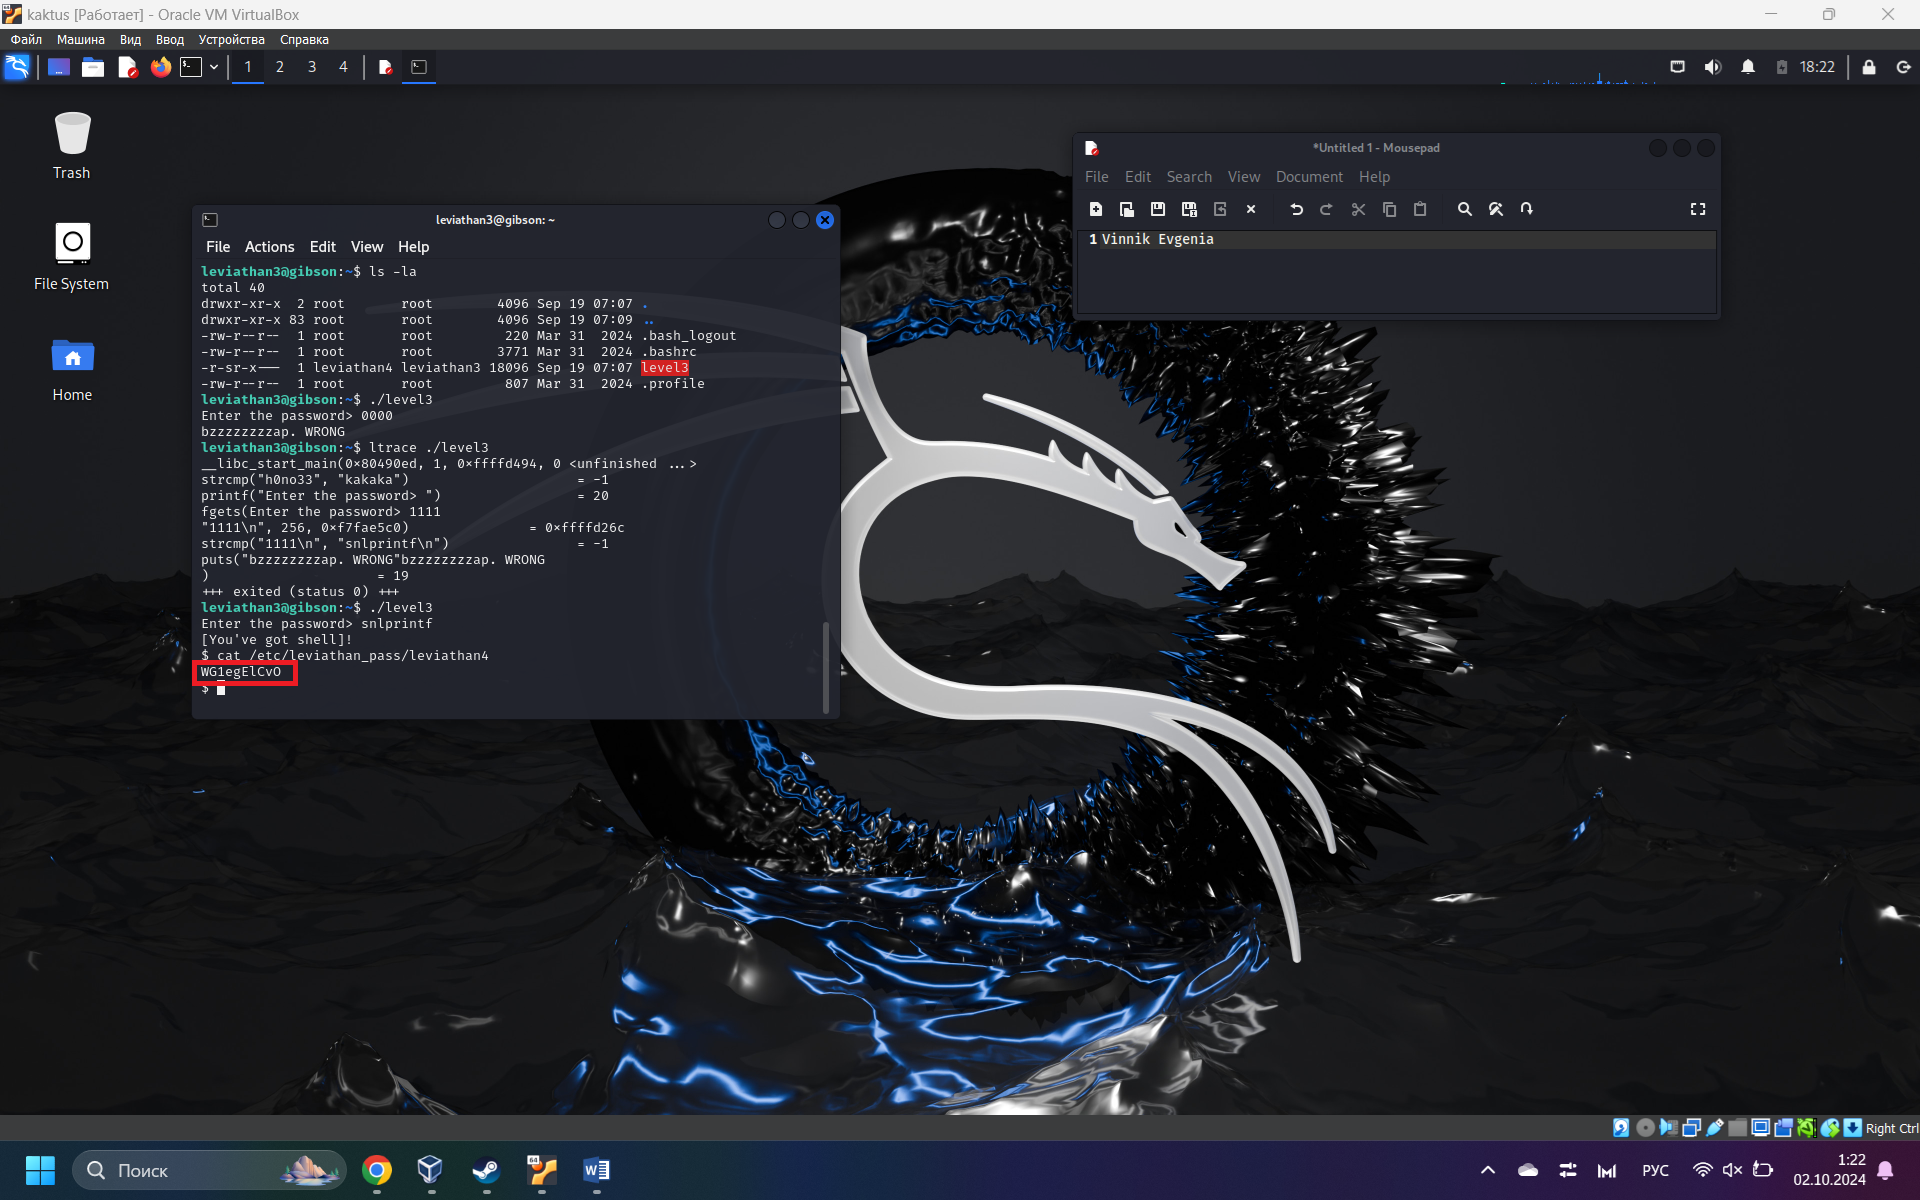 kaktus [Работает] - Oracle VM VirtualBox
Файл Машина Вид Ввод Устройства Справка
1 2 3 4
18:22
Trash
File System
Home
leviathan3@gibson: ~
File Actions Edit View Help
leviathan3@gibson:~$ ls -la
total 40
drwxr-xr-x  2 root       root        4096 Sep 19 07:07 .
drwxr-xr-x 83 root       root        4096 Sep 19 07:09 ..
-rw-r--r--  1 root       root         220 Mar 31  2024 .bash_logout
-rw-r--r--  1 root       root        3771 Mar 31  2024 .bashrc
-r-sr-x---  1 leviathan4 leviathan3 18096 Sep 19 07:07 level3
-rw-r--r--  1 root       root         807 Mar 31  2024 .profile
leviathan3@gibson:~$ ./level3
Enter the password> 0000
bzzzzzzzzap. WRONG
leviathan3@gibson:~$ ltrace ./level3
__libc_start_main(0x80490ed, 1, 0xffffd494, 0 <unfinished ...>
strcmp("h0no33", "kakaka")                     = -1
printf("Enter the password> ")                 = 20
fgets(Enter the password> 1111
"1111\n", 256, 0xf7fae5c0)               = 0xffffd26c
strcmp("1111\n", "snlprintf\n")                = -1
puts("bzzzzzzzzap. WRONG"bzzzzzzzzap. WRONG
)                     = 19
+++ exited (status 0) +++
leviathan3@gibson:~$ ./level3
Enter the password> snlprintf
[You've got shell]!
$ cat /etc/leviathan_pass/leviathan4
WG1egElCvO
$
*Untitled 1 - Mousepad
File Edit Search View Document Help
1 Vinnik Evgenia
Right Ctrl
Поиск
РУС
1:22
02.10.2024